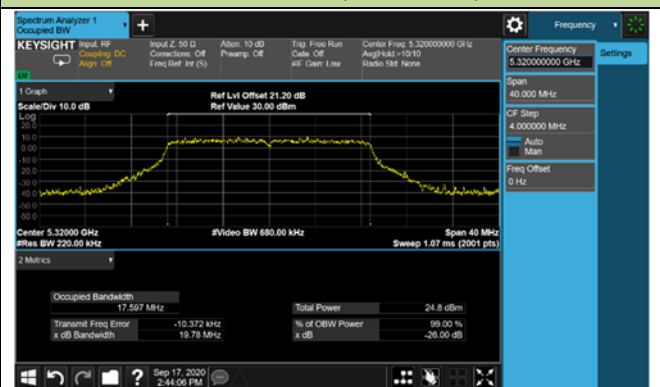 Spectrum Analyzer 1
Occupied BW
Frequency
KEYSIGHT
Input: RF
Coupling: DC
Align: Off
Input Z: 50 Ω
Corrections: Off
Freq Ref: Int (S)
Atten: 10 dB
Preamp: Off
Trig: Free Run
Gate: Off
#IF Gain: Low
Center Freq: 5.320000000 GHz
Avg|Hold:>10/10
Radio Std: None
Center Frequency
5.320000000 GHz
Settings
Span
40.000 MHz
CF Step
4.000000 MHz
Auto
Man
Freq Offset
0 Hz
1 Graph
Scale/Div 10.0 dB
Ref Lvl Offset 21.20 dB
Ref Value 30.00 dBm
Log
20.0
10.0
0.00
-10.0
-20.0
-30.0
-40.0
-50.0
-60.0
Center 5.32000 GHz
#Video BW 680.00 kHz
Span 40 MHz
#Res BW 220.00 kHz
Sweep 1.07 ms (2001 pts)
2 Metrics
Occupied Bandwidth
17.597 MHz
Total Power 24.8 dBm
Transmit Freq Error -10.372 kHz
% of OBW Power 99.00 %
x dB Bandwidth 19.78 MHz
x dB -26.00 dB
Sep 17, 2020
2:44:06 PM